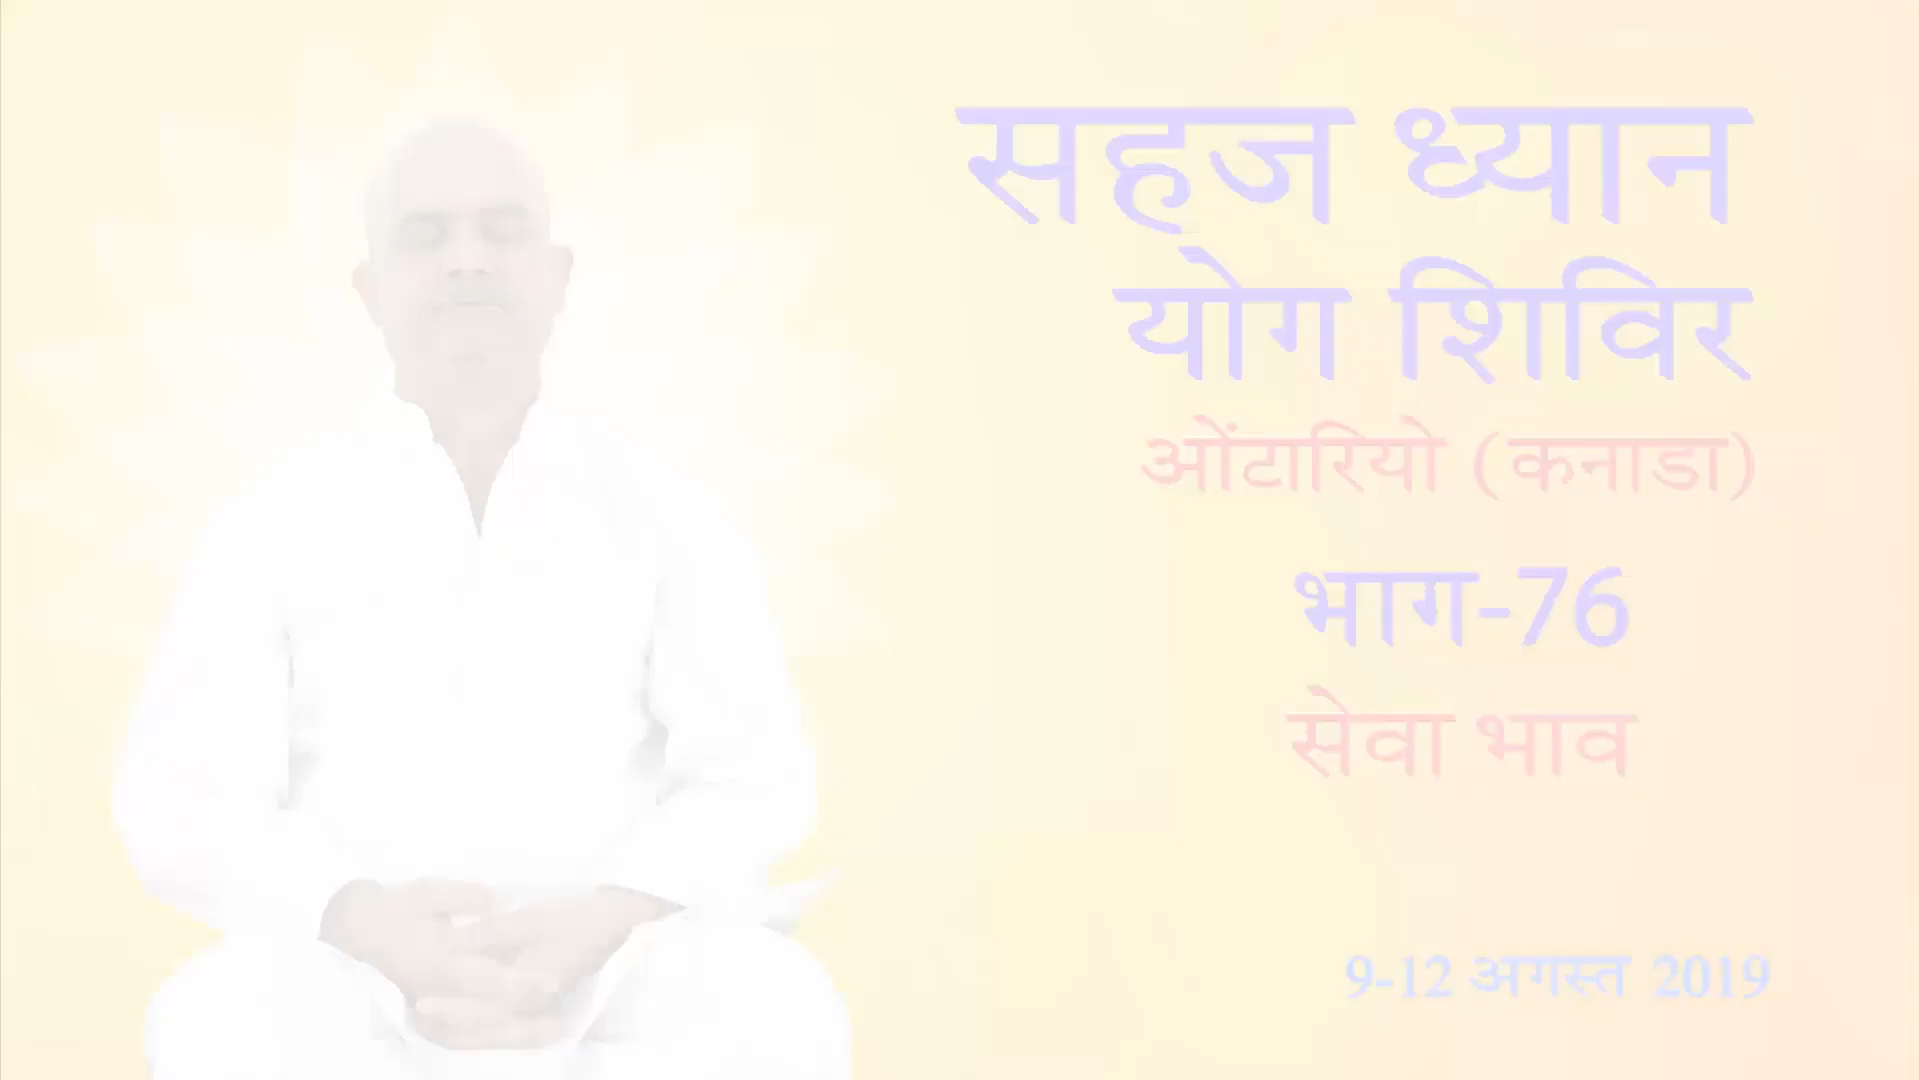 सहज ध्यान
योग शिविर
ओंटारियो (कनाडा)
भाग-76
सेवा भाव
9-12 अगस्त 2019